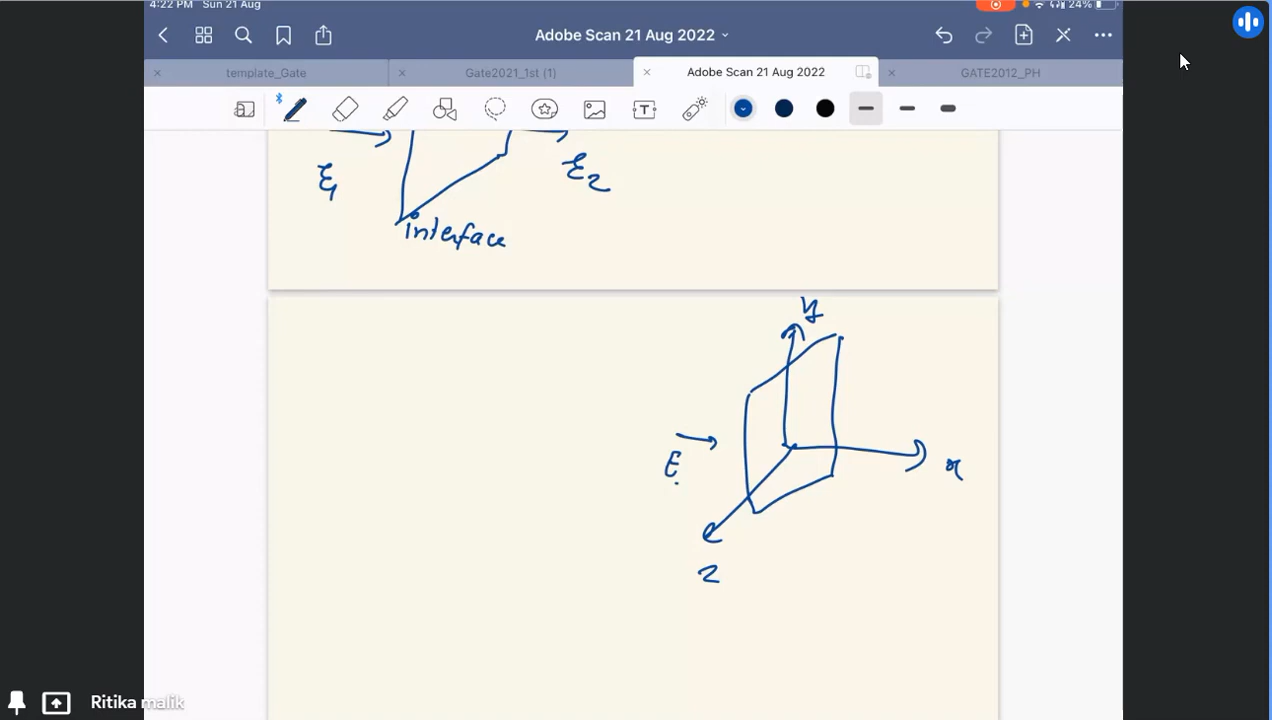 4:22 PM Sun 21 Aug
24%
Adobe Scan 21 Aug 2022
template_Gate
Gate2021_1st (1)
Adobe Scan 21 Aug 2022
GATE2012_PH
T
ε1
ε2
interface
y
E
x
z
Ritika malik